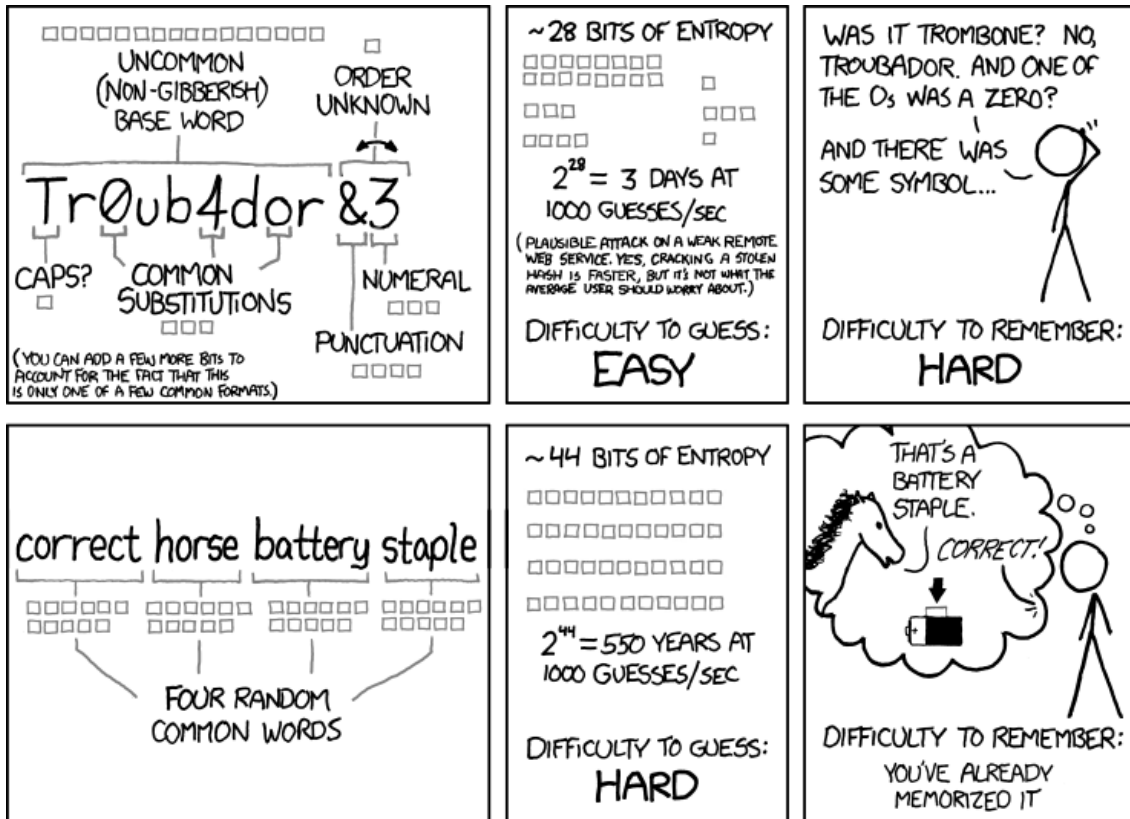 UNCOMMON
(NON-GIBBERISH)
BASE WORD
ORDER
UNKNOWN
Tr0ub4dor &3
CAPS?
COMMON
SUBSTITUTIONS
NUMERAL
PUNCTUATION
(YOU CAN ADD A FEW MORE BITS TO
ACCOUNT FOR THE FACT THAT THIS
IS ONLY ONE OF A FEW COMMON FORMATS.)
~28 BITS OF ENTROPY
2^28 = 3 DAYS AT
1000 GUESSES/SEC
(PLAUSIBLE ATTACK ON A WEAK REMOTE
WEB SERVICE. YES, CRACKING A STOLEN
HASH IS FASTER, BUT IT'S NOT WHAT THE
AVERAGE USER SHOULD WORRY ABOUT.)
DIFFICULTY TO GUESS:
EASY
WAS IT TROMBONE? NO,
TROUBADOR. AND ONE OF
THE Os WAS A ZERO?
AND THERE WAS
SOME SYMBOL...
DIFFICULTY TO REMEMBER:
HARD
correct horse battery staple
FOUR RANDOM
COMMON WORDS
~44 BITS OF ENTROPY
2^44 = 550 YEARS AT
1000 GUESSES/SEC
DIFFICULTY TO GUESS:
HARD
THAT'S A
BATTERY
STAPLE.
CORRECT!
DIFFICULTY TO REMEMBER:
YOU'VE ALREADY
MEMORIZED IT